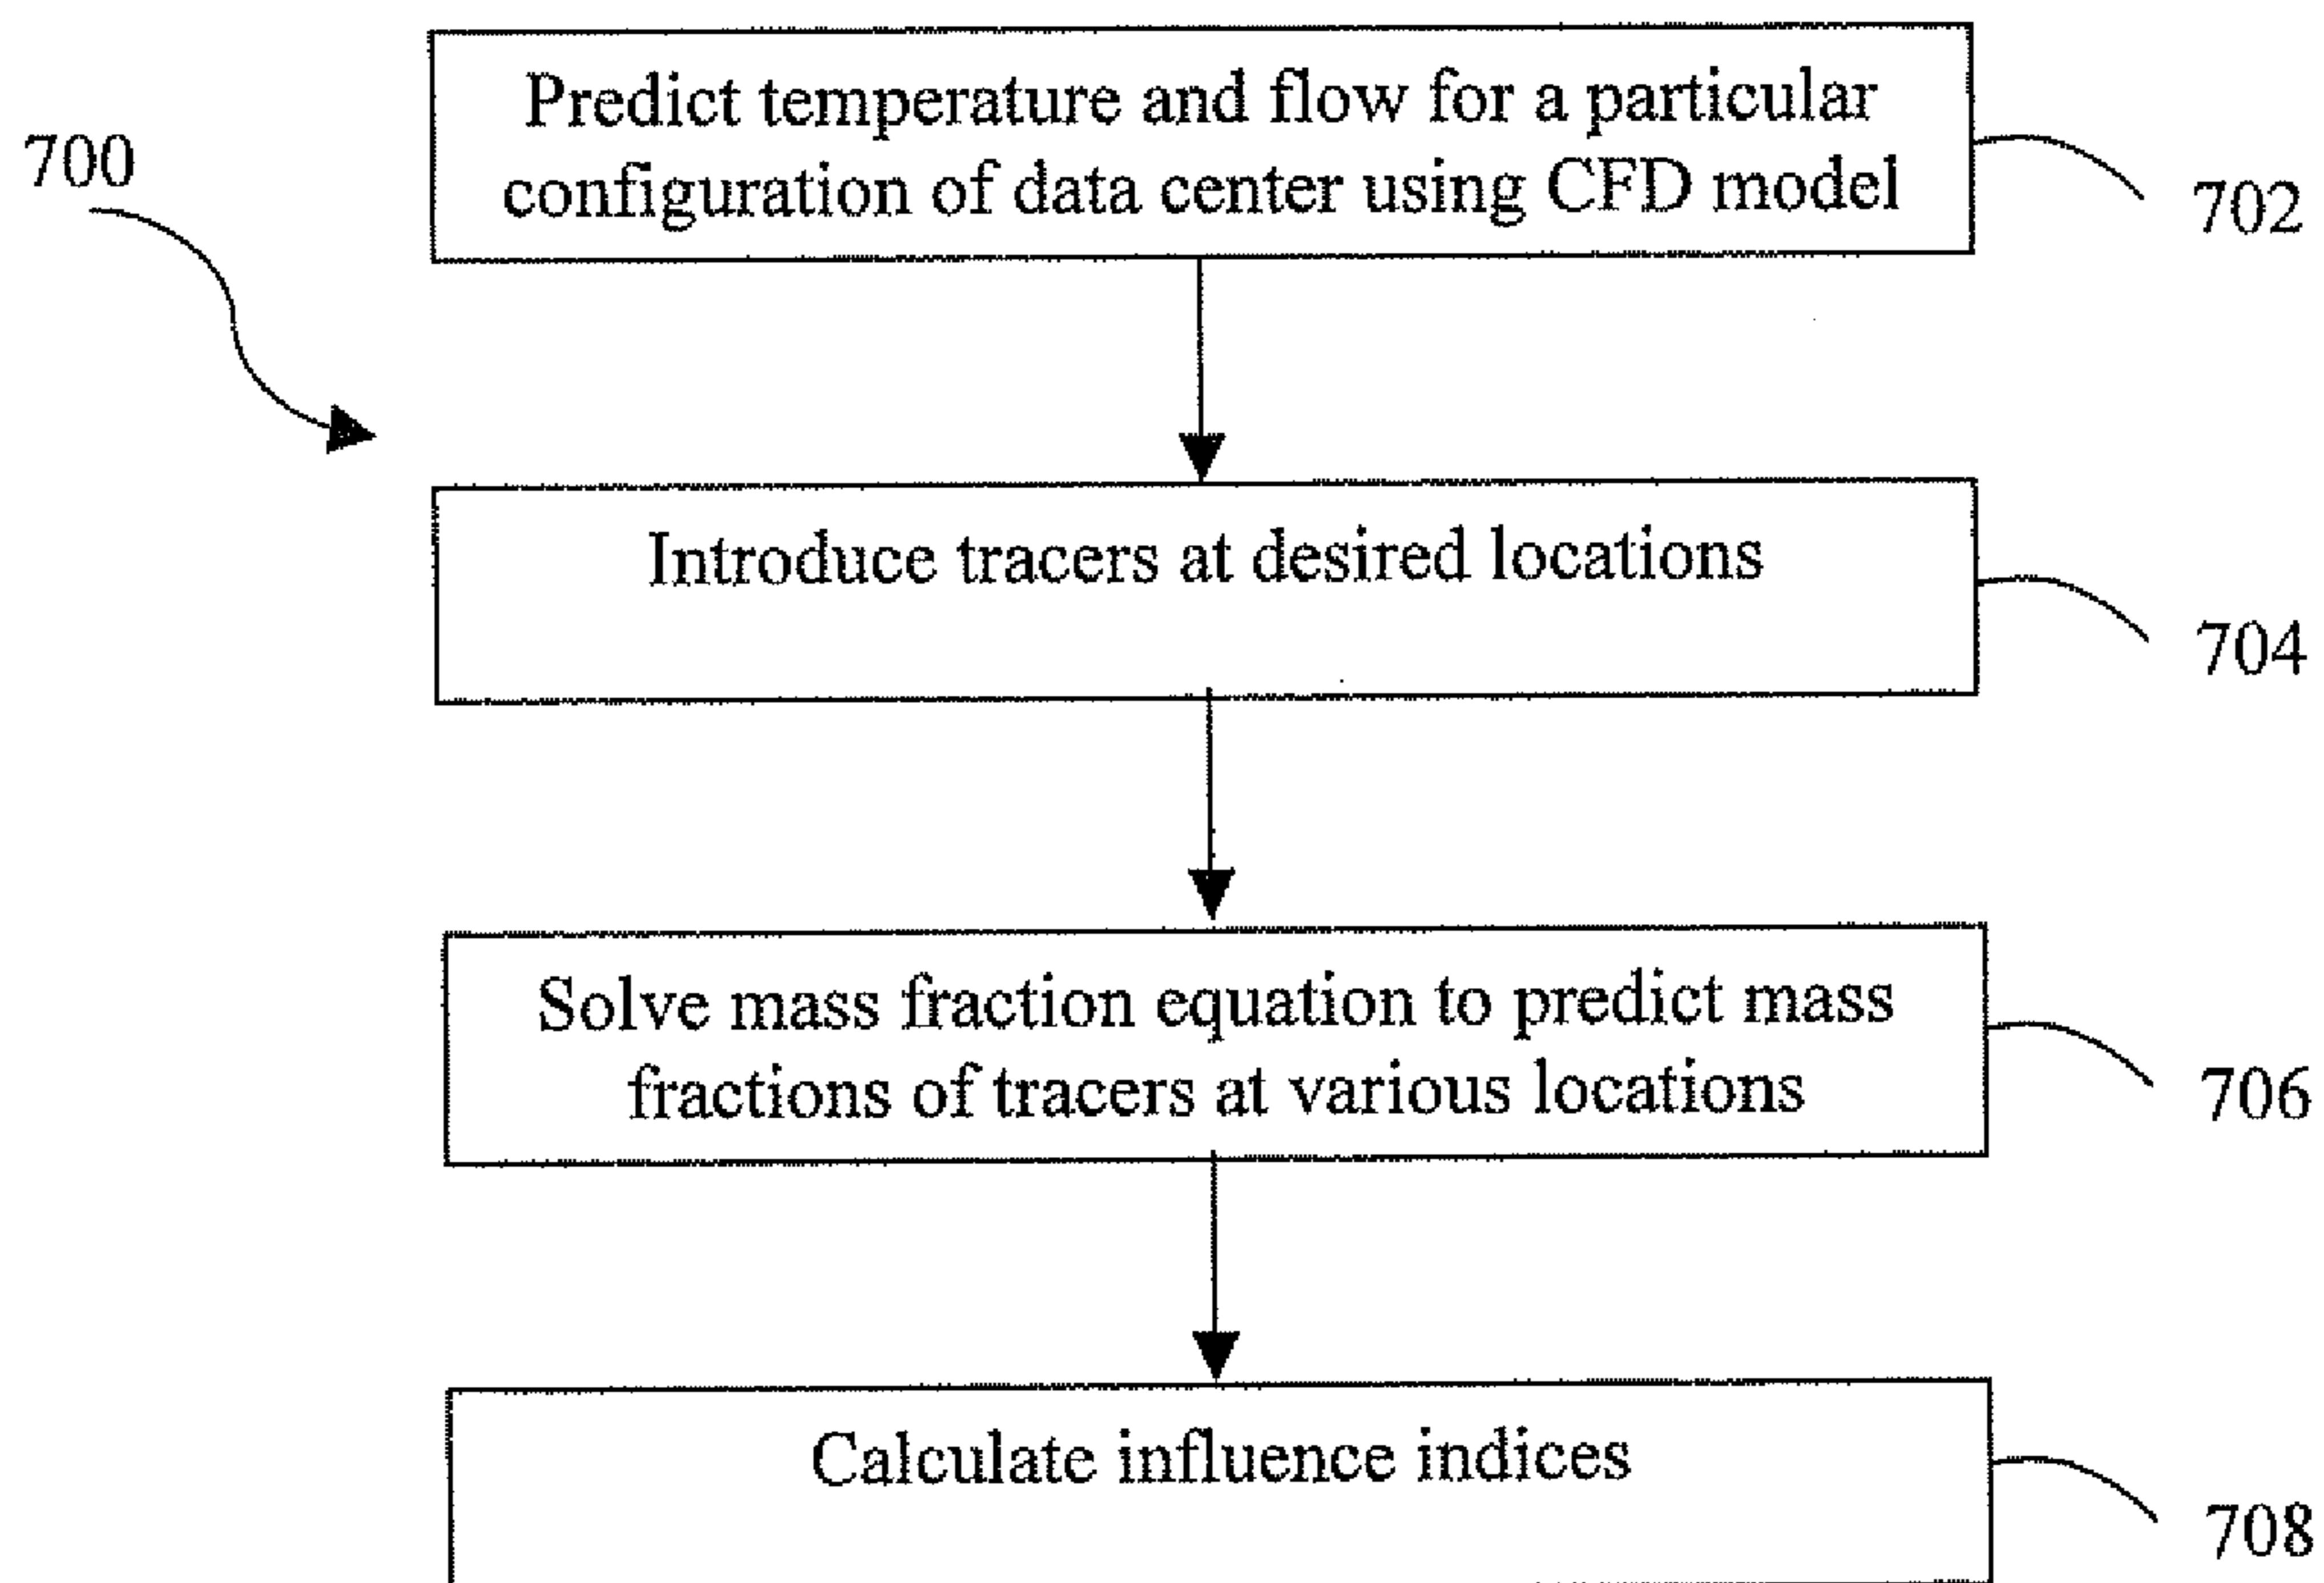 Predict temperature and flow for a particular
configuration of data center using CFD model
700
702
Introduce tracers at desired locations
704
Solve mass fraction equation to predict mass
fractions of tracers at various locations
706
Calculate influence indices
708